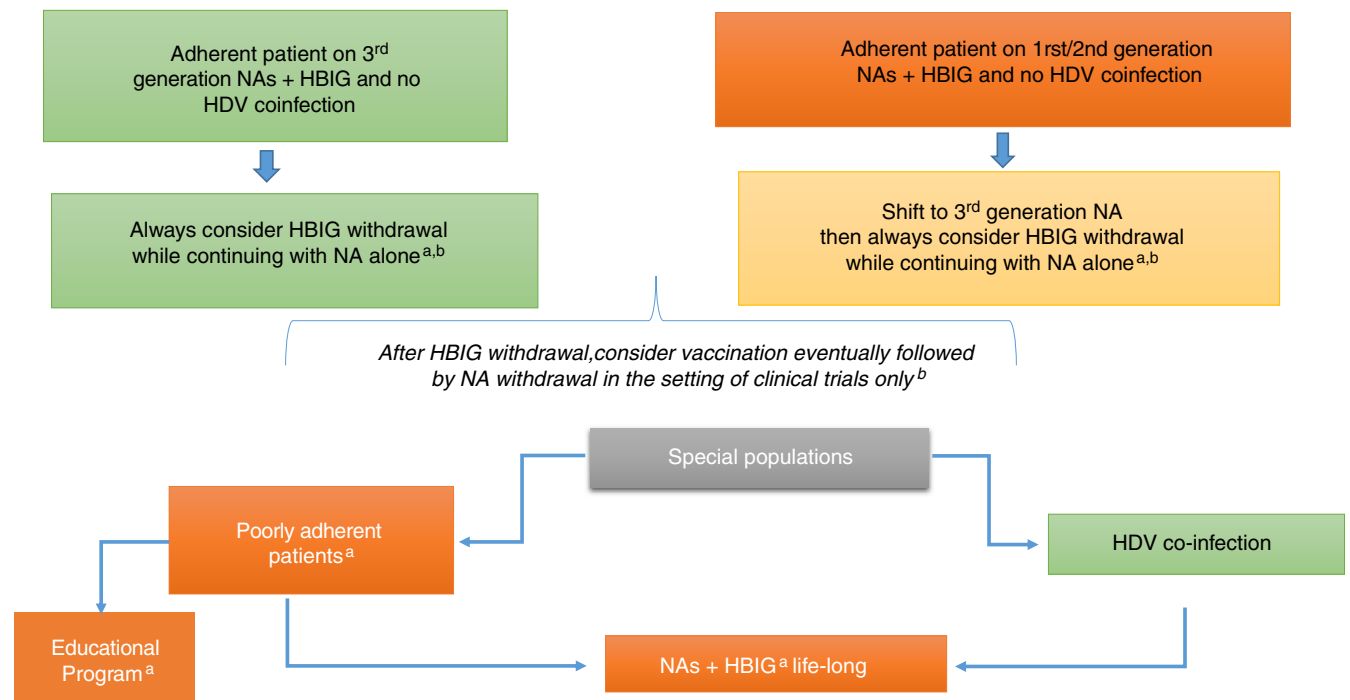 Adherent patient on 3rd
generation NAs + HBIG and no
HDV coinfection
Adherent patient on 1rst/2nd generation
NAs + HBIG and no HDV coinfection
Always consider HBIG withdrawal
while continuing with NA alone a,b
Shift to 3rd generation NA
then always consider HBIG withdrawal
while continuing with NA alone a,b
After HBIG withdrawal,consider vaccination eventually followed
by NA withdrawal in the setting of clinical trials only b
Special populations
Poorly adherent
patients a
HDV co-infection
Educational
Program a
NAs + HBIG a life-long